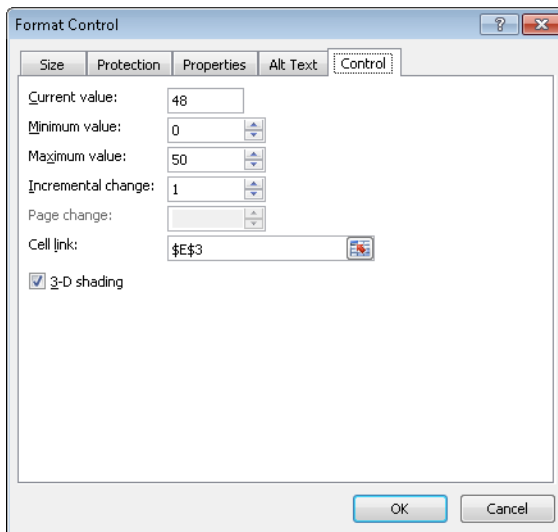 Format Control
Size Protection Properties Alt Text Control
Current value: 48
Minimum value: 0
Maximum value: 50
Incremental change: 1
Page change:
Cell link: $E$3
3-D shading
OK Cancel